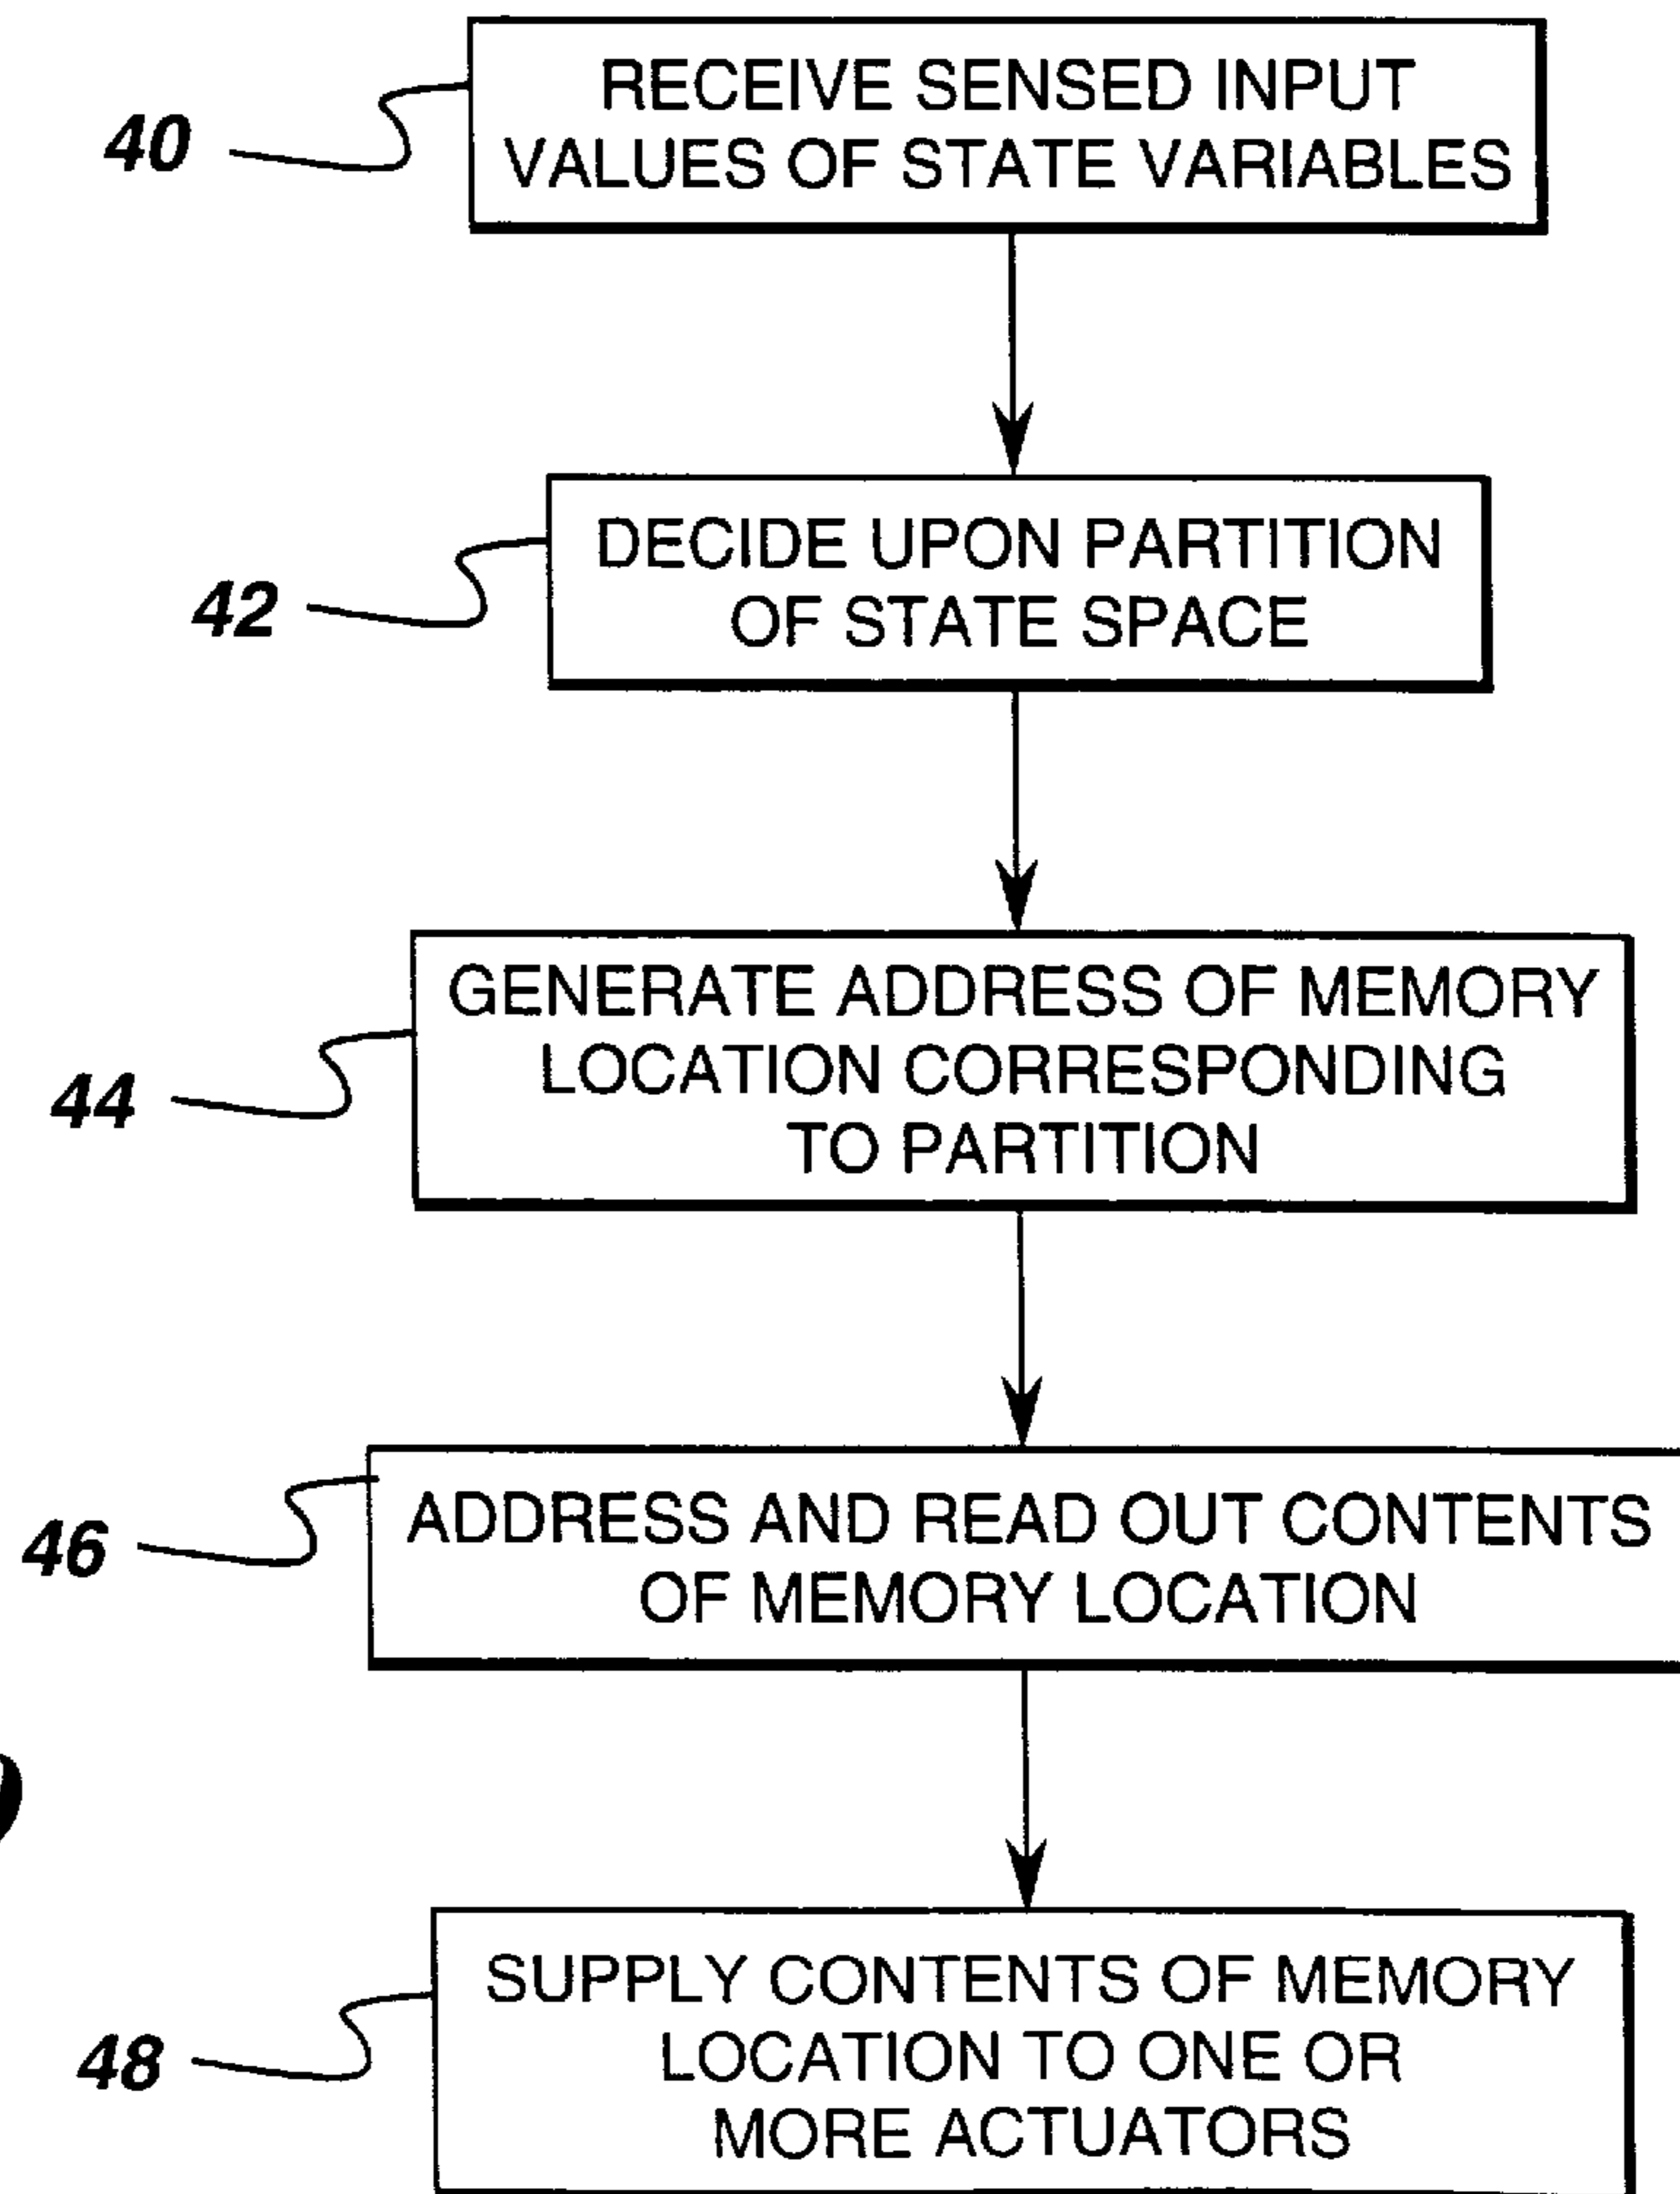 40
RECEIVE SENSED INPUT
VALUES OF STATE VARIABLES
42
DECIDE UPON PARTITION
OF STATE SPACE
44
GENERATE ADDRESS OF MEMORY
LOCATION CORRESPONDING
TO PARTITION
46
ADDRESS AND READ OUT CONTENTS
OF MEMORY LOCATION
48
SUPPLY CONTENTS OF MEMORY
LOCATION TO ONE OR
MORE ACTUATORS